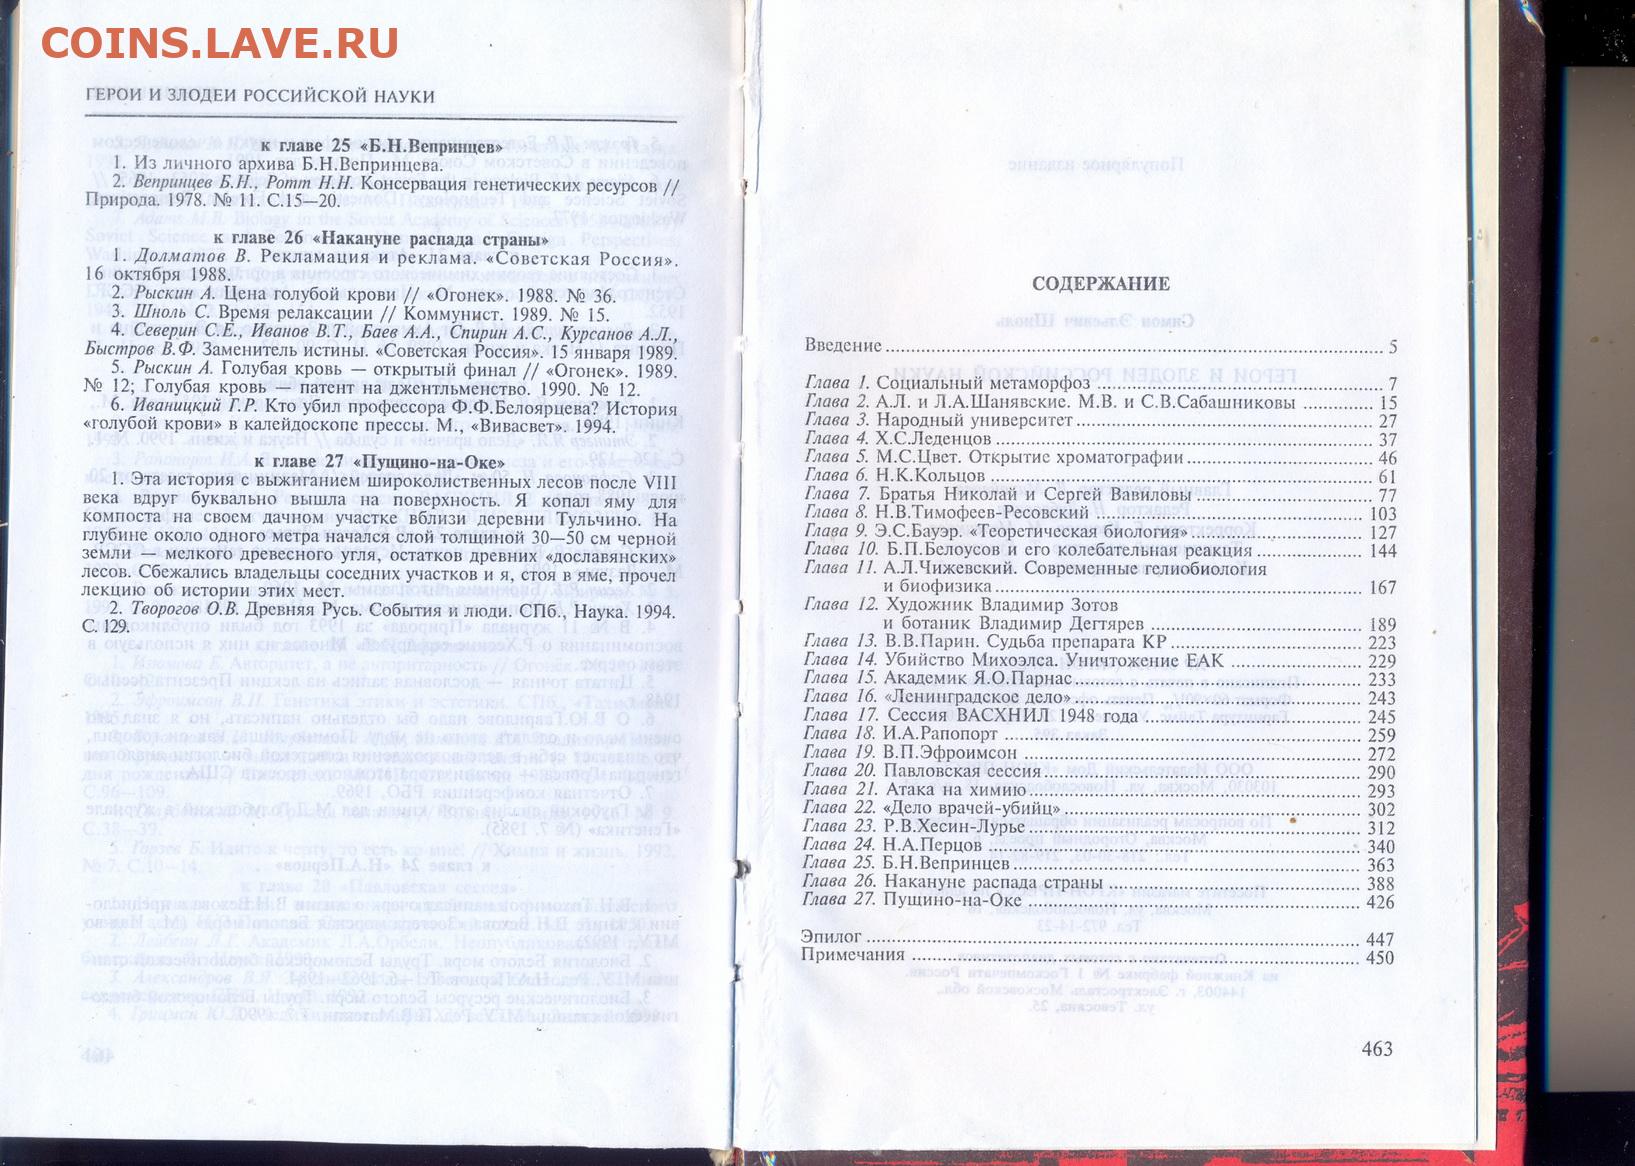 COINS.LAVE.RU
ГЕРОИ И ЗЛОДЕИ РОССИЙСКОЙ НАУКИ
к главе 25 «Б.Н.Вепринцев»
1. Из личного архива Б.Н.Вепринцева.
2. Вепринцев Б.Н., Ротт Н.Н. Консервация генетических ресурсов //
Природа. 1978. № 11. С.15—20.
к главе 26 «Накануне распада страны»
1. Долматов В. Рекламация и реклама. «Советская Россия».
16 октября 1988.
2. Рыскин А. Цена голубой крови // «Огонек». 1988. № 36.
3. Шноль С. Время релаксации // Коммунист. 1989. № 15.
4. Северин С.Е., Иванов В.Т., Баев А.А., Спирин А.С., Курсанов А.Л.,
Быстров В.Ф. Заменитель истины. «Советская Россия». 15 января 1989.
5. Рыскин А. Голубая кровь — открытый финал // «Огонек». 1989.
№ 12; Голубая кровь — патент на джентльменство. 1990. № 12.
6. Иваницкий Г.Р. Кто убил профессора Ф.Ф.Белоярцева? История
«голубой крови» в калейдоскопе прессы. М., «Вивасвет». 1994.
к главе 27 «Пущино-на-Оке»
1. Эта история с выжиганием широколиственных лесов после VIII
века вдруг буквально вышла на поверхность. Я копал яму для
компоста на своем дачном участке вблизи деревни Тульчино. На
глубине около одного метра начался слой толщиной 30—50 см черной
земли — мелкого древесного угля, остатков древних «дославянских»
лесов. Сбежались владельцы соседних участков и я, стоя в яме, прочел
лекцию об истории этих мест.
2. Творогов О.В. Древняя Русь. События и люди. СПб., Наука. 1994.
С. 129.
СОДЕРЖАНИЕ
Введение ........ 5
Глава 1. Социальный метаморфоз ........ 7
Глава 2. А.Л. и Л.А.Шанявские. М.В. и С.В.Сабашниковы ........ 15
Глава 3. Народный университет ........ 27
Глава 4. Х.С.Леденцов ........ 37
Глава 5. М.С.Цвет. Открытие хроматографии ........ 46
Глава 6. Н.К.Кольцов ........ 61
Глава 7. Братья Николай и Сергей Вавиловы ........ 77
Глава 8. Н.В.Тимофеев-Ресовский ........ 103
Глава 9. Э.С.Бауэр. «Теоретическая биология» ........ 127
Глава 10. Б.П.Белоусов и его колебательная реакция ........ 144
Глава 11. А.Л.Чижевский. Современные гелиобиология
и биофизика ........ 167
Глава 12. Художник Владимир Зотов
и ботаник Владимир Дегтярев ........ 189
Глава 13. В.В.Парин. Судьба препарата КР ........ 223
Глава 14. Убийство Михоэлса. Уничтожение ЕАК ........ 229
Глава 15. Академик Я.О.Парнас ........ 233
Глава 16. «Ленинградское дело» ........ 243
Глава 17. Сессия ВАСХНИЛ 1948 года ........ 245
Глава 18. И.А.Рапопорт ........ 259
Глава 19. В.П.Эфроимсон ........ 272
Глава 20. Павловская сессия ........ 290
Глава 21. Атака на химию ........ 293
Глава 22. «Дело врачей-убийц» ........ 302
Глава 23. Р.В.Хесин-Лурье ........ 312
Глава 24. Н.А.Перцов ........ 340
Глава 25. Б.Н.Вепринцев ........ 363
Глава 26. Накануне распада страны ........ 388
Глава 27. Пущино-на-Оке ........ 426
Эпилог ........ 447
Примечания ........ 450
463